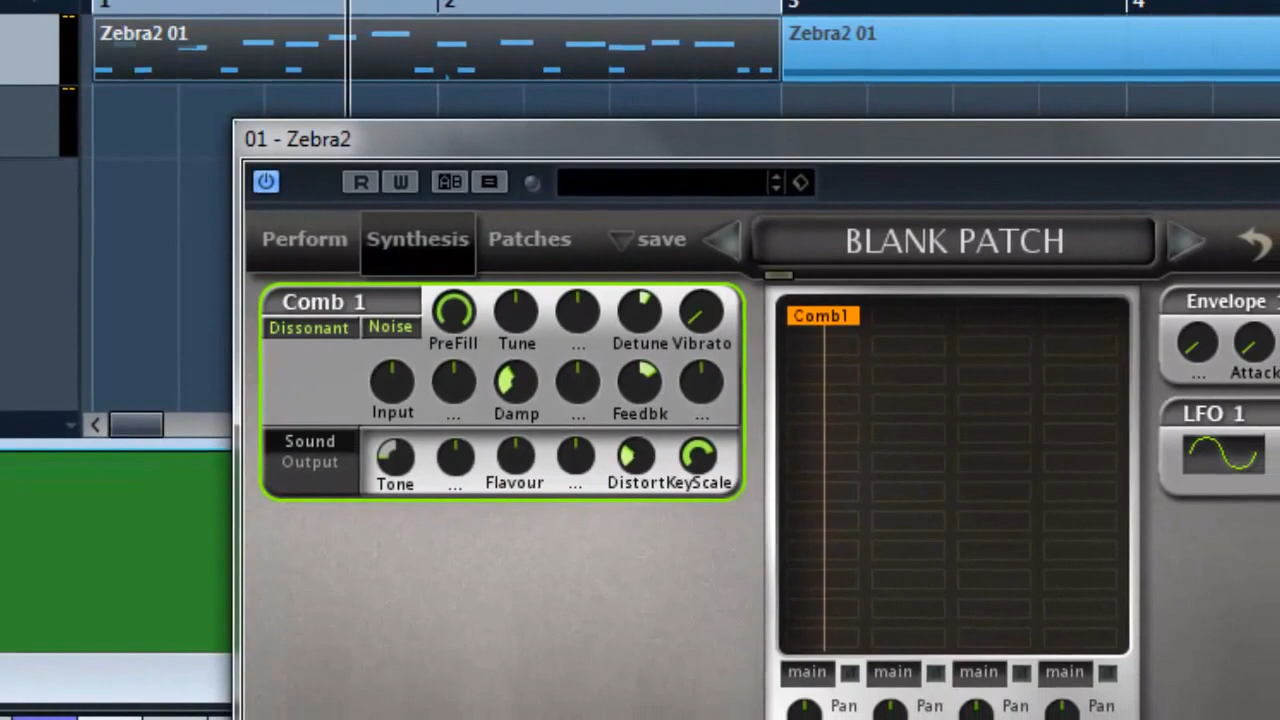 1 2 3 4
Zebra2 01 Zebra2 01
01 - Zebra2
R W AB
Perform Synthesis Patches save BLANK PATCH
Comb 1
Dissonant Noise
PreFill Tune ... Detune Vibrato
Input ... Damp ... Feedbk ...
Sound
Output
Tone ... Flavour ... Distort KeyScale
Comb1
main main main main
Pan Pan Pan Pan
Envelope
... Attack
LFO 1